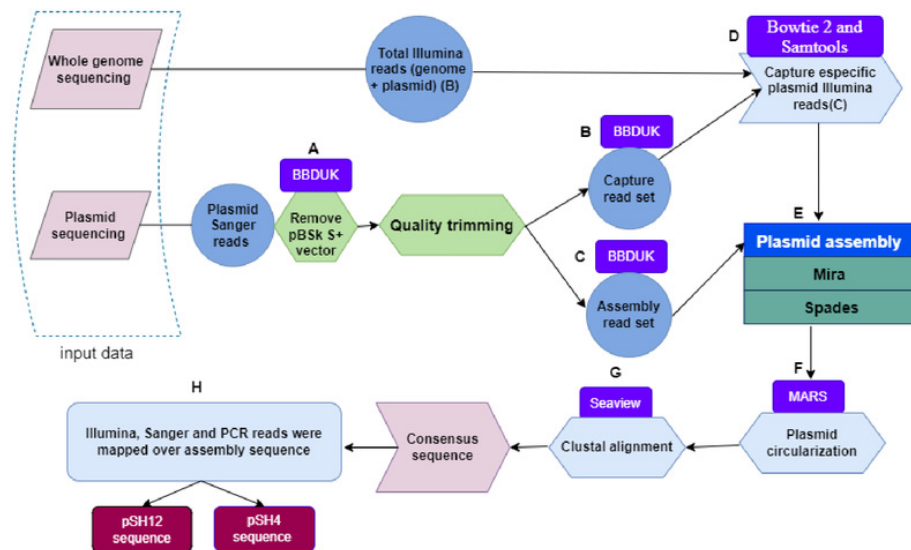 D
Bowtie 2 and
Samtools
Whole genome
sequencing
Total Illumina
reads (genome
+ plasmid) (B)
Capture especific
plasmid Illumina
reads(C)
A
BBDUK
B
BBDUK
Capture
read set
Plasmid
sequencing
Plasmid
Sanger
reads
Remove
pBSk S+
vector
Quality trimming
C
BBDUK
Assembly
read set
E
Plasmid assembly
Mira
Spades
input data
H
Illumina, Sanger and PCR reads were
mapped over assembly sequence
Consensus
sequence
G
Seaview
Clustal alignment
F
MARS
Plasmid
circularization
pSH12
sequence
pSH4
sequence